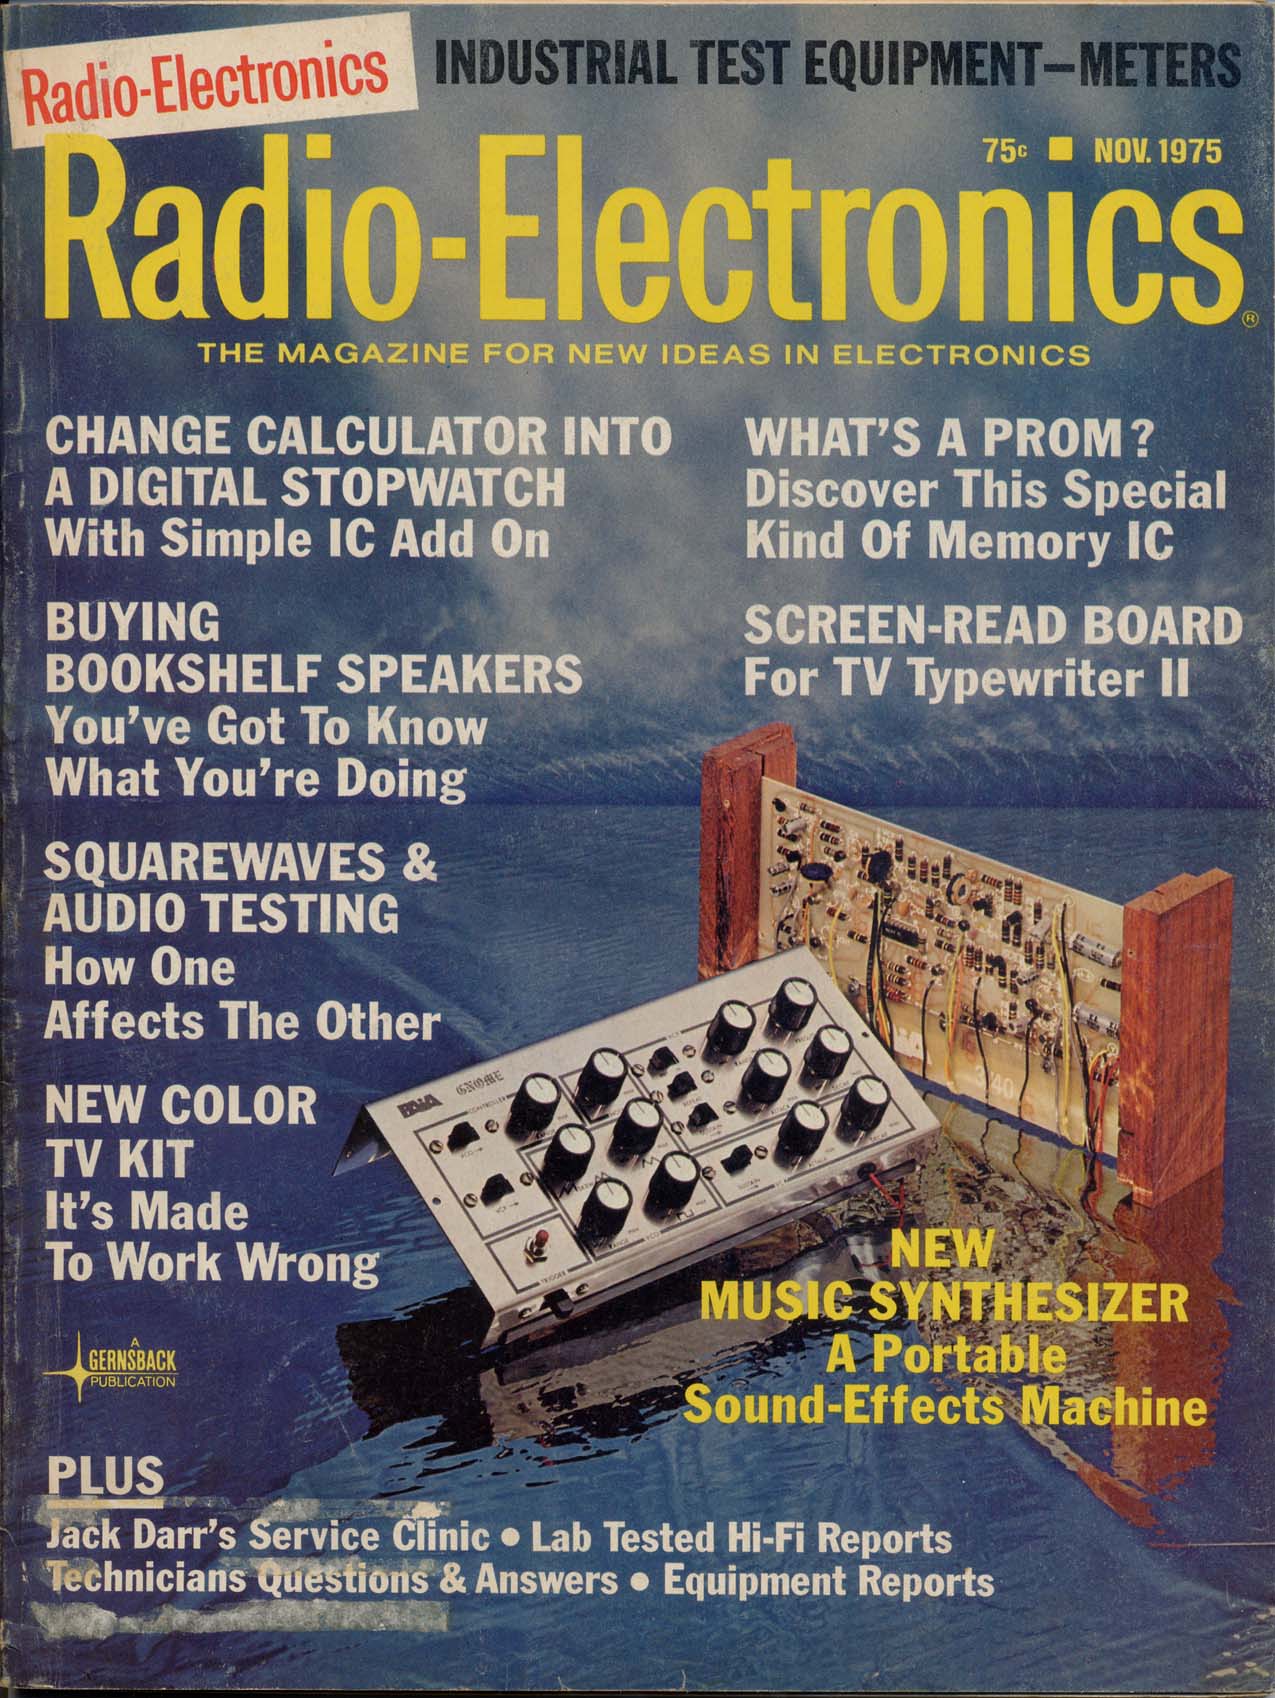 Radio-Electronics
INDUSTRIAL TEST EQUIPMENT—METERS
75c ■ NOV. 1975
Radio-Electronics®
THE MAGAZINE FOR NEW IDEAS IN ELECTRONICS
CHANGE CALCULATOR INTO
A DIGITAL STOPWATCH
With Simple IC Add On
BUYING
BOOKSHELF SPEAKERS
You've Got To Know
What You're Doing
SQUAREWAVES &
AUDIO TESTING
How One
Affects The Other
NEW COLOR
TV KIT
It's Made
To Work Wrong
WHAT'S A PROM?
Discover This Special
Kind Of Memory IC
SCREEN-READ BOARD
For TV Typewriter II
PAIA GNOME
CONTROLLER
TRIGGER
NEW
MUSIC SYNTHESIZER
A Portable
Sound-Effects Machine
A
GERNSBACK
PUBLICATION
PLUS
Jack Darr's Service Clinic • Lab Tested Hi-Fi Reports
Technicians Questions & Answers • Equipment Reports